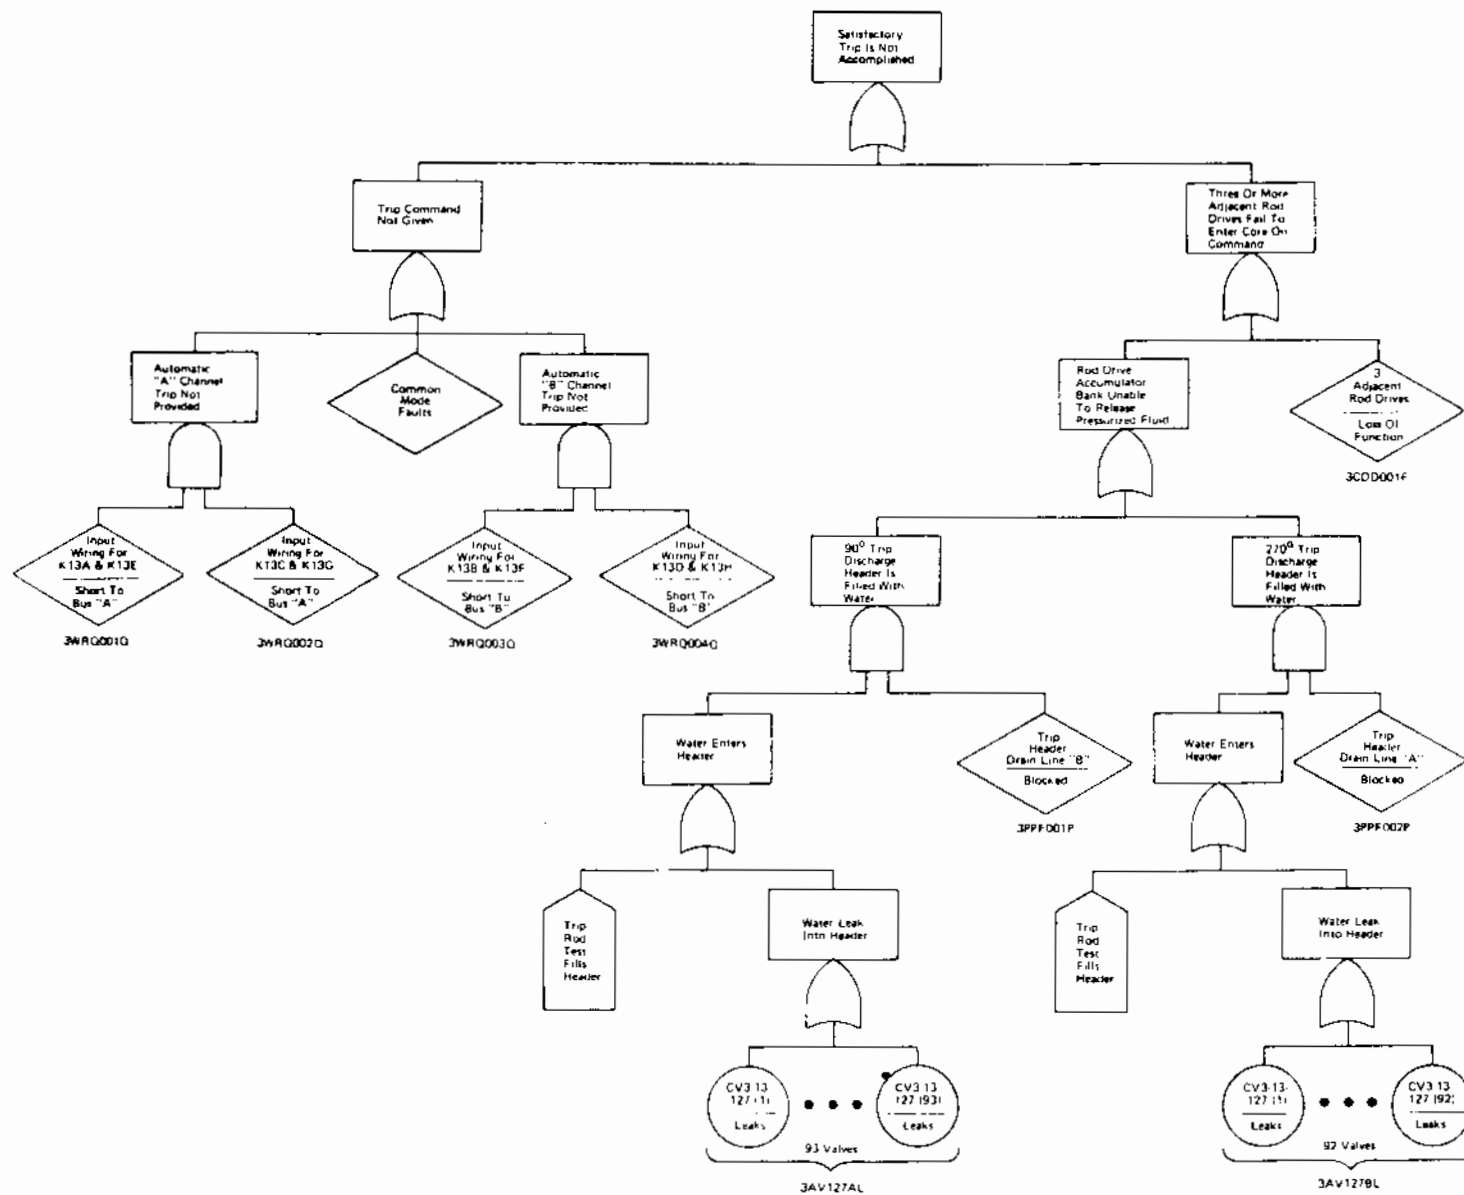 Satisfactory
Trip Is Not
Accomplished
Trip Command
Not Given
Three Or More
Adjacent Rod
Drives Fail To
Enter Core On
Command
Automatic
"A" Channel
Trip Not
Provided
Common
Mode
Faults
Automatic
"B" Channel
Trip Not
Provided
Rod Drive
Accumulator
Bank Unable
To Release
Pressurized Fluid
3
Adjacent
Rod Drives
Loss Of
Function
3CDD001F
Input
Wiring For
K13A & K13E
Short To
Bus "A"
3WRQ001Q
Input
Wiring For
K13C & K13G
Short To
Bus "A"
3WRQ002Q
Input
Wiring For
K13B & K13F
Short To
Bus "B"
3WRQ003Q
Input
Wiring For
K13D & K13H
Short To
Bus "B"
3WRQ004Q
90° Trip
Discharge
Header Is
Filled With
Water
270° Trip
Discharge
Header Is
Filled With
Water
Water Enters
Header
Trip
Header
Drain Line "B"
Blocked
3PPF001P
Water Enters
Header
Trip
Header
Drain Line "A"
Blocked
3PPF002P
Trip
Rod
Test
Fills
Header
Water Leak
Into Header
Trip
Rod
Test
Fills
Header
Water Leak
Into Header
CV3-13-
127 (1)
Leaks
CV3-13
127 (93)
Leaks
93 Valves
3AV127AL
CV3-13-
127 (1)
Leaks
CV3-13
127 (92)
Leaks
92 Valves
3AV127BL